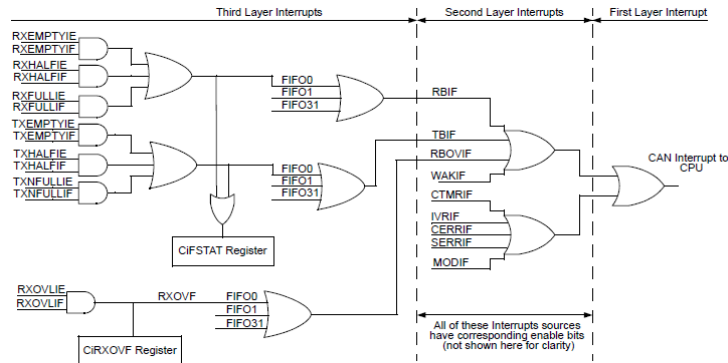 Third Layer Interrupts
Second Layer Interrupts
First Layer Interrupt
RXEMPTYIE
RXEMPTYIF
RXHALFIE
RXHALFIF
RXFULLIE
RXFULLIF
TXEMPTYIE
TXEMPTYIF
TXHALFIE
TXHALFIF
TXNFULLIE
TXNFULLIF
FIFO0
FIFO1
FIFO31
FIFO0
FIFO1
FIFO31
CiFSTAT Register
RXOVLIE
RXOVLIF
RXOVF
FIFO0
FIFO1
FIFO31
CiRXOVF Register
RBIF
TBIF
RBOVIF
WAKIF
CTMRIF
IVRIF
CERRIF
SERRIF
MODIF
CAN Interrupt to
CPU
All of these Interrupts sources
have corresponding enable bits
(not shown here for clarity)